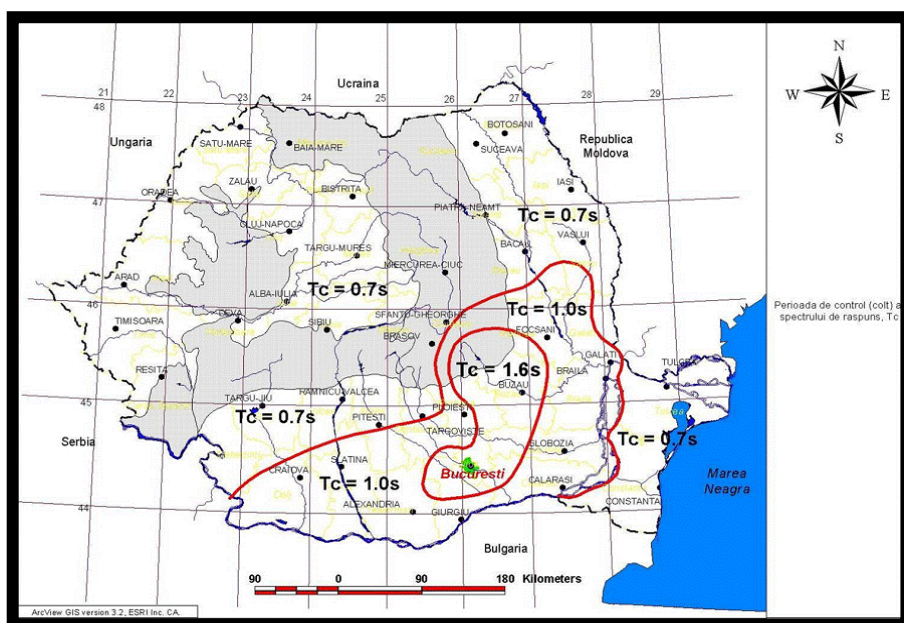 N
W E
S
Ucraina
21 22 23 24 25 26 27 28 29
48
Ungaria
Republica
Moldova
SATU-MARE
BAIA-MARE
BOTOSANI
SUCEAVA
ZALAU
ORADEA
BISTRITA
IASI
47
PIATRA-NEAMT
Tc = 0.7s
CLUJ-NAPOCA
TARGU-MURES
BACAU
VASLUI
MIERCUREA-CIUC
ARAD
ALBA-IULIA
Tc = 0.7s
46
TIMISOARA
DEVA
SIBIU
SFANTU-GHEORGHE
Tc = 1.0s
FOCSANI
BRASOV
Perioada de control (colt) a
spectrului de raspuns, Tc
RESITA
Tc = 1.6s
GALATI
TULCEA
BRAILA
BUZAU
45
TARGU-JIU
RAMNICU-VALCEA
Tc = 0.7s
PITESTI
PLOIESTI
TARGOVISTE
Serbia
Tc = 0.7s
SLOBOZIA
CRAIOVA
SLATINA
Bucuresti
Tc = 1.0s
CALARASI
CONSTANTA
Marea
Neagra
44
ALEXANDRIA
GIURGIU
Bulgaria
90 0 90 180 Kilometers
ArcView GIS version 3.2, ESRI Inc. CA.